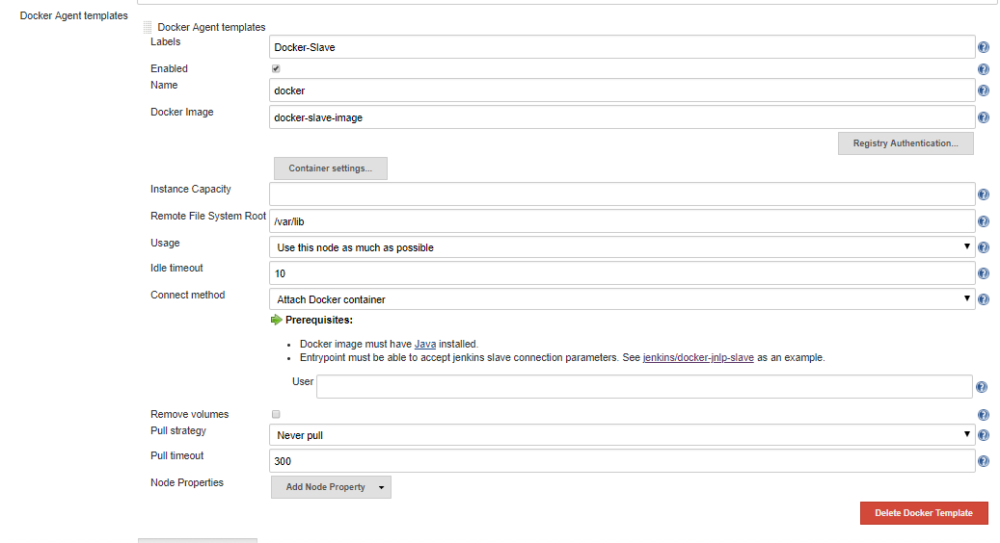 Docker Agent templates
Docker Agent templates
Labels
Docker-Slave
Enabled
Name
docker
Docker Image
docker-slave-image
Registry Authentication...
Container settings...
Instance Capacity
Remote File System Root
/var/lib
Usage
Use this node as much as possible
Idle timeout
10
Connect method
Attach Docker container
Prerequisites:
• Docker image must have Java installed.
• Entrypoint must be able to accept jenkins slave connection parameters. See jenkins/docker-jnlp-slave as an example.
User
Remove volumes
Pull strategy
Never pull
Pull timeout
300
Node Properties
Add Node Property
Delete Docker Template